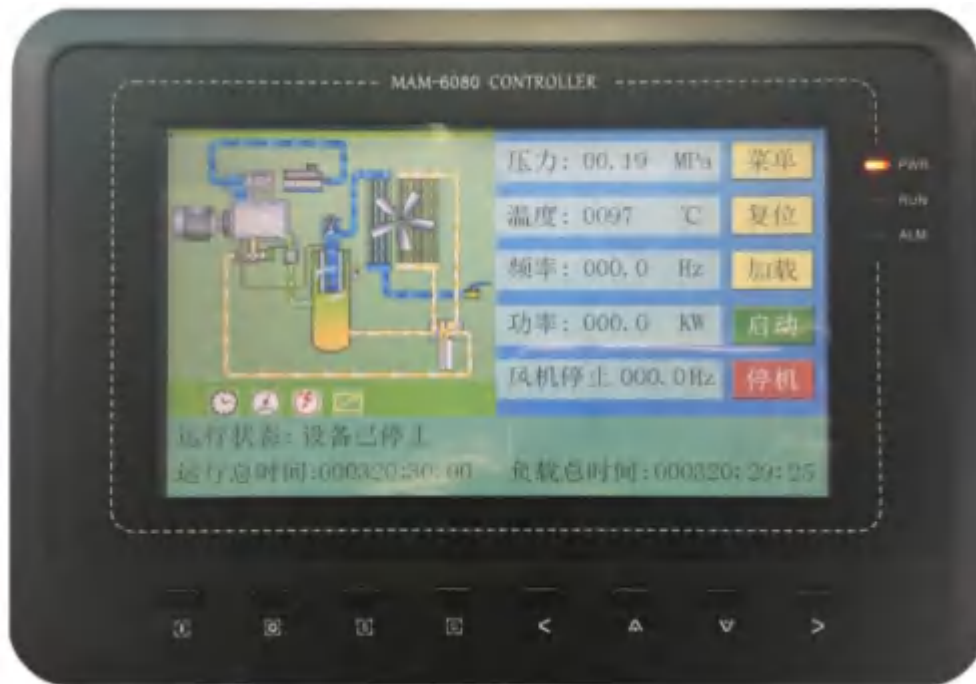 MAM-6080 CONTROLLER
压力: 00.19 MPa 菜单
温度: 0097 ℃ 复位
频率: 000.0 Hz 加载
功率: 000.0 KW 启动
风机停止 000.0Hz 停机
运行状态: 设备已停止
运行总时间:000320:30:00 负载总时间:000320:29:25
PWR
RUN
ALM